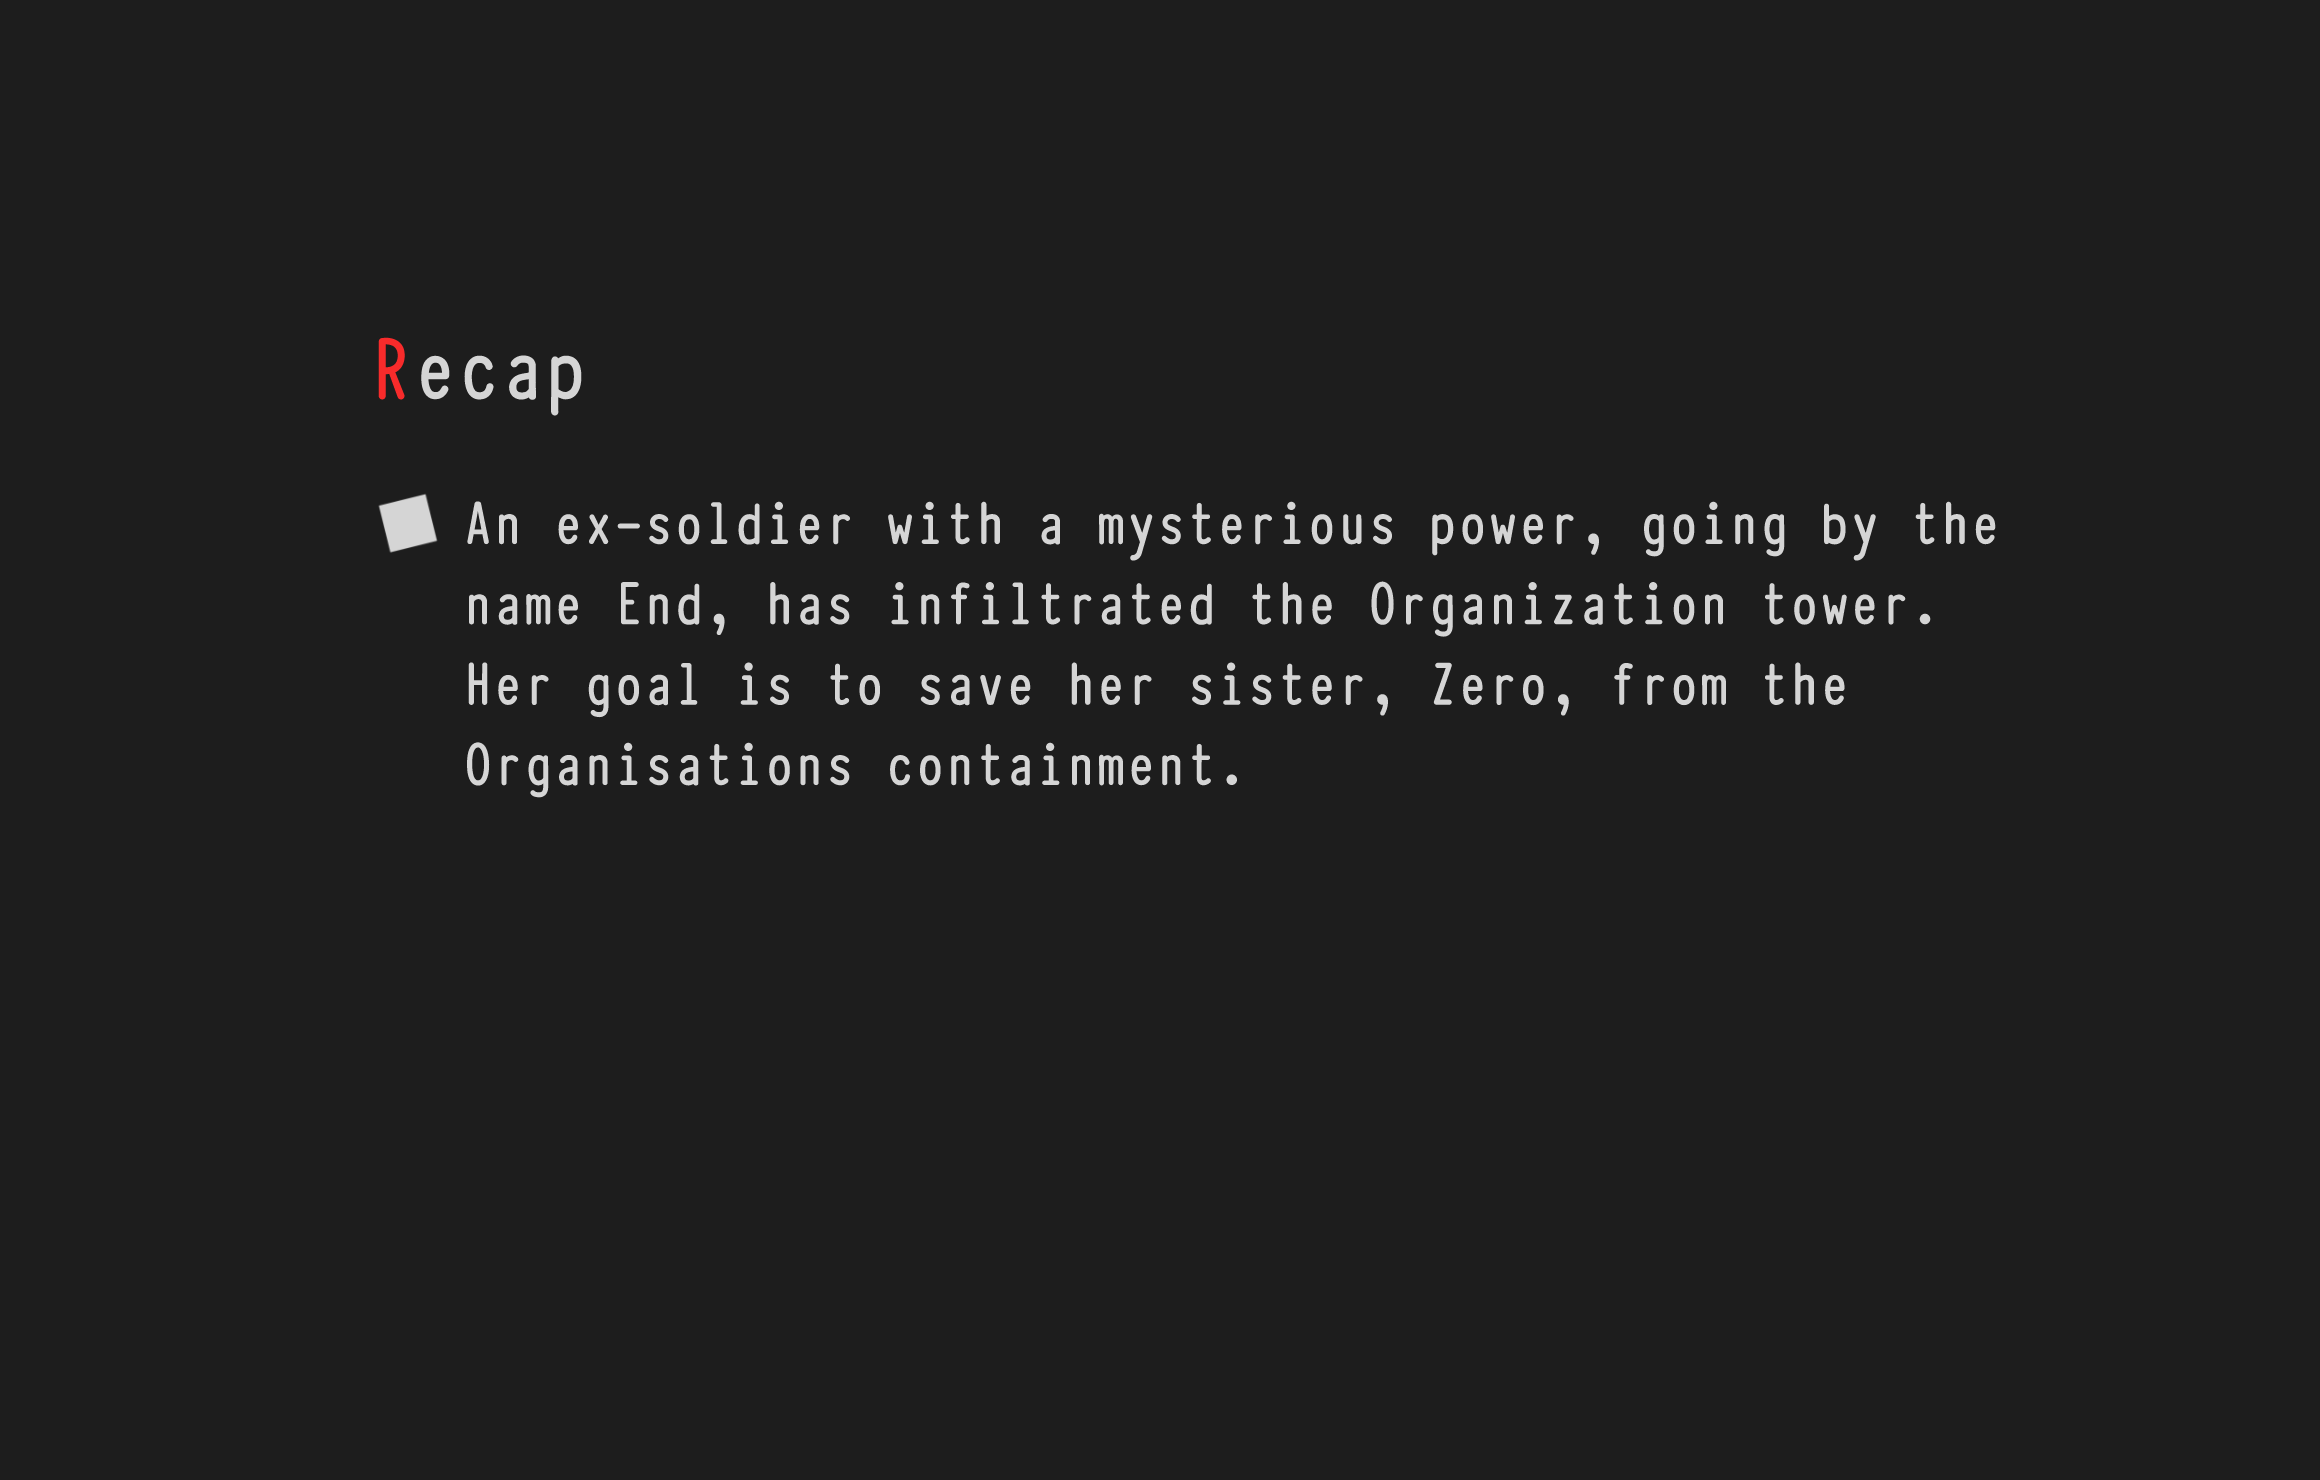 Recap
An ex-soldier with a mysterious power, going by the
name End, has infiltrated the Organization tower.
Her goal is to save her sister, Zero, from the
Organisations containment.